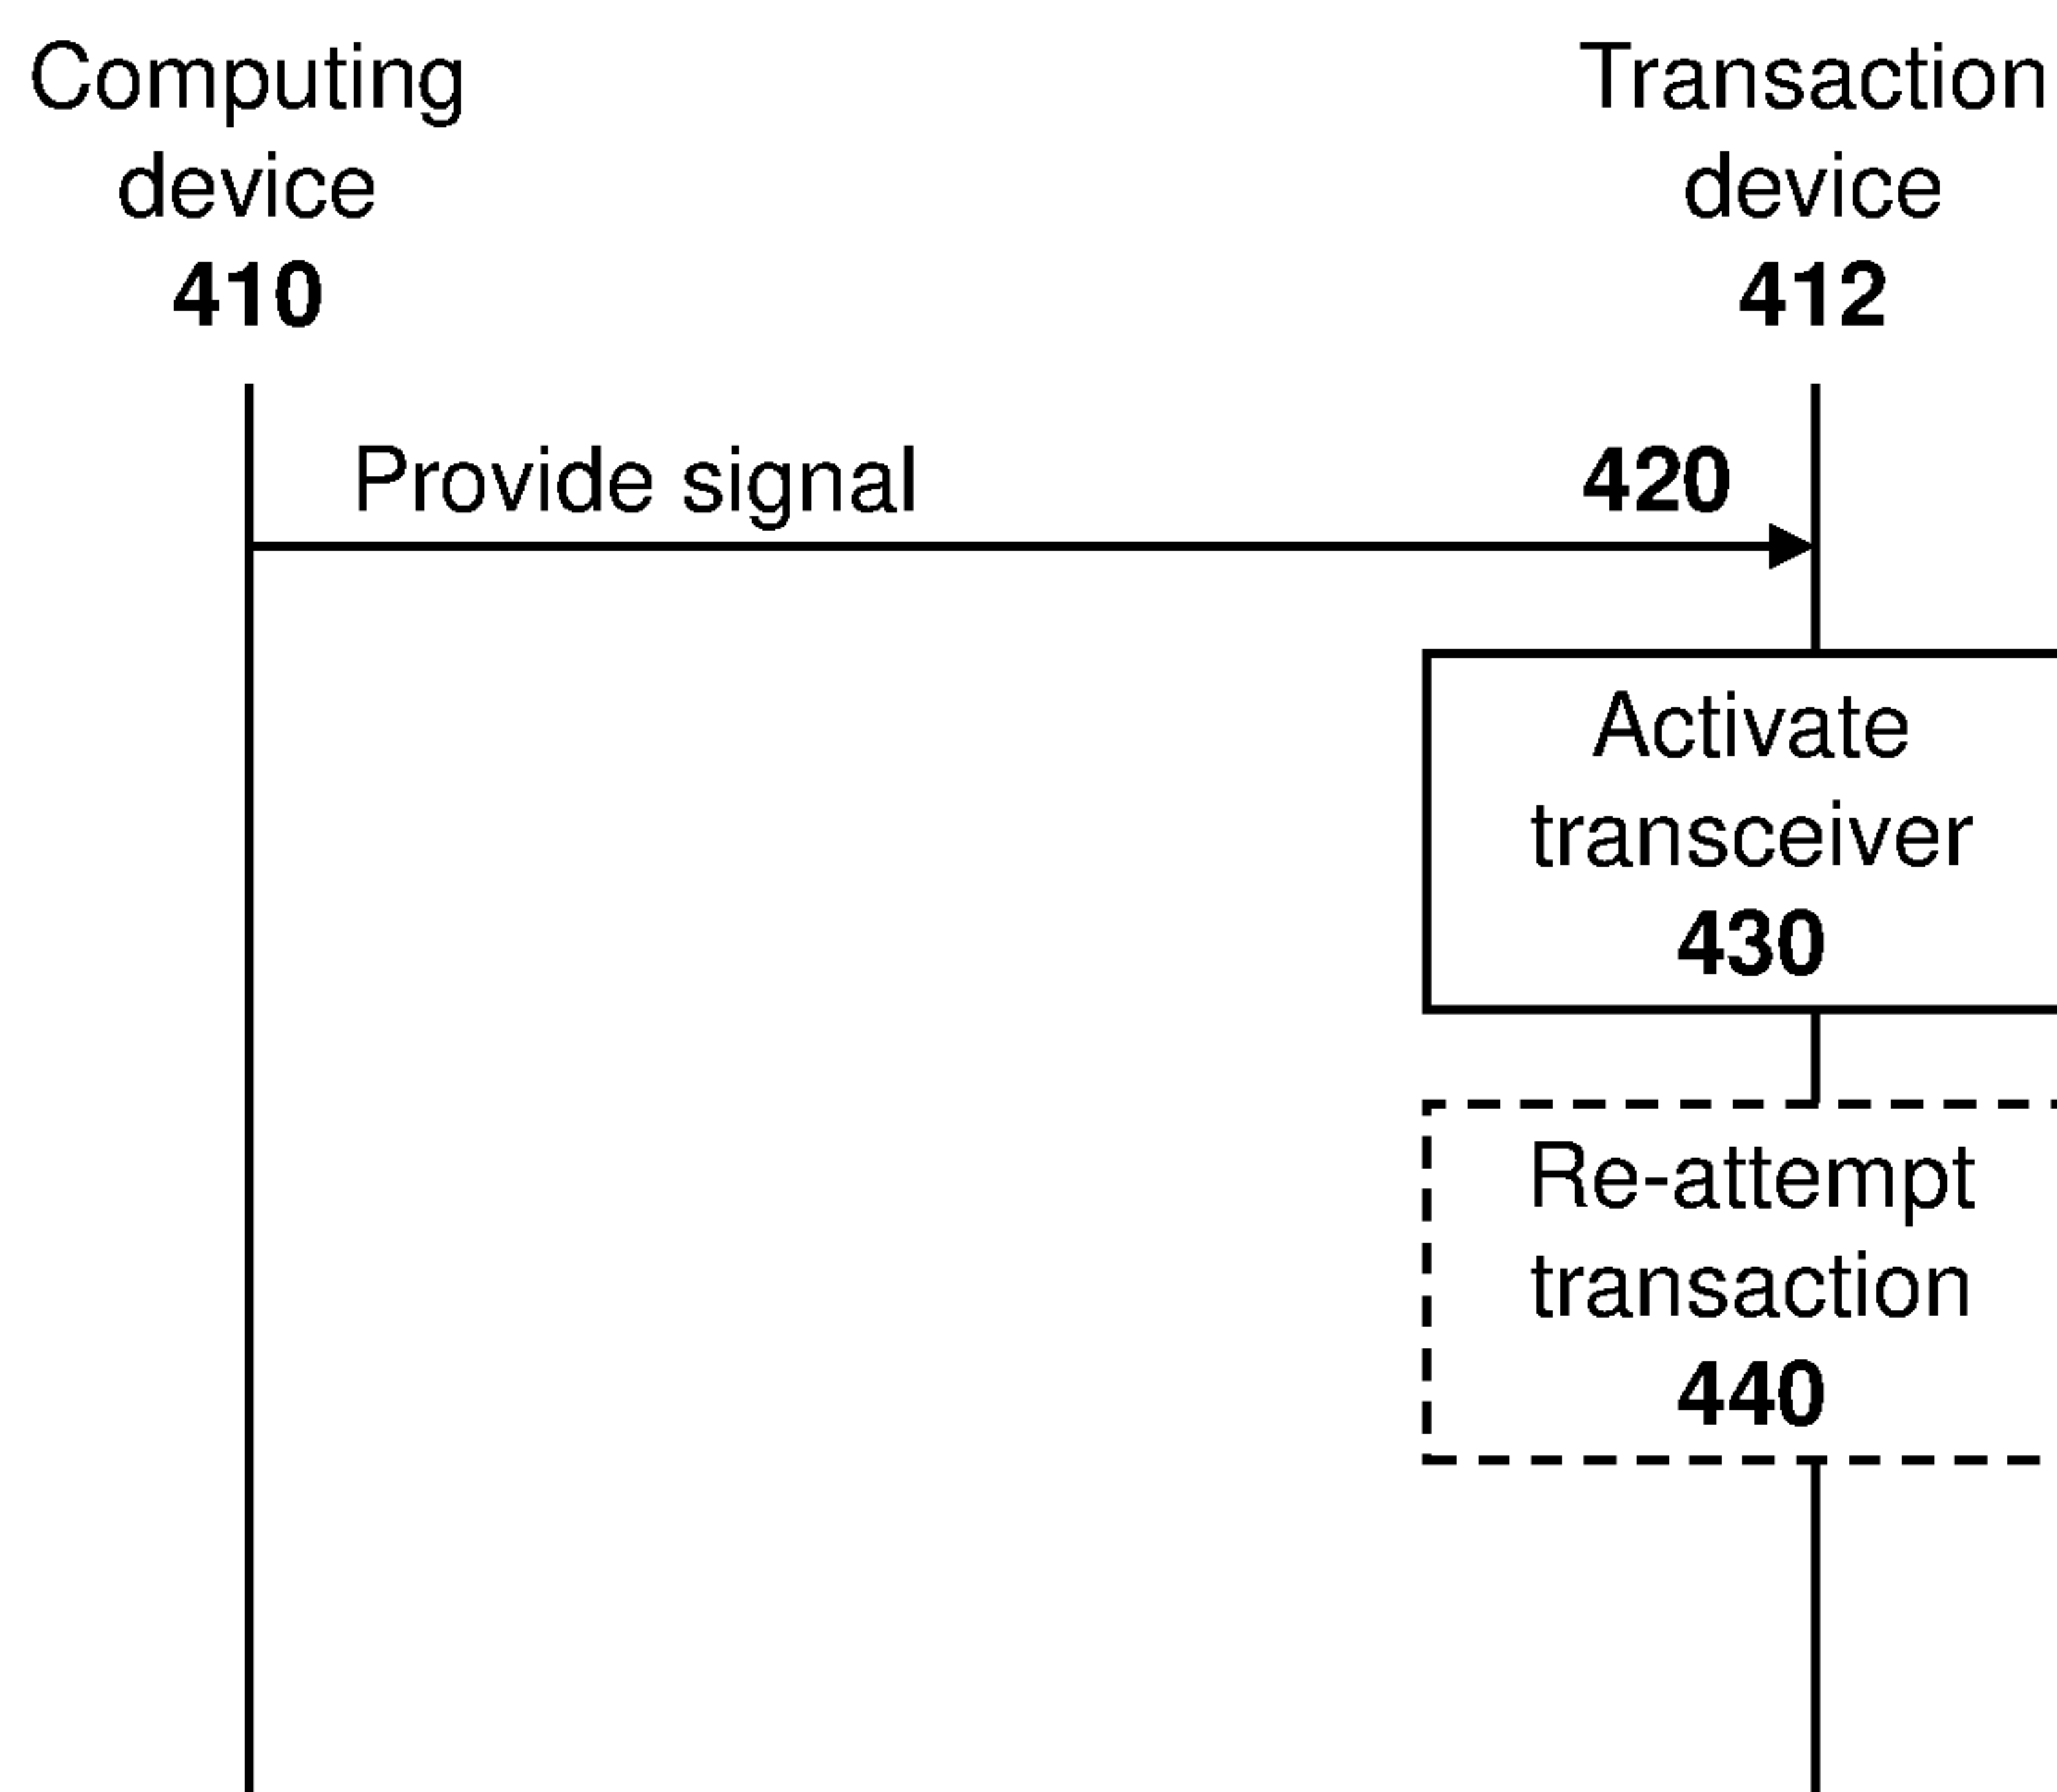 Computing
device
410
Transaction
device
412
Provide signal
420
Activate
transceiver
430
Re-attempt
transaction
440